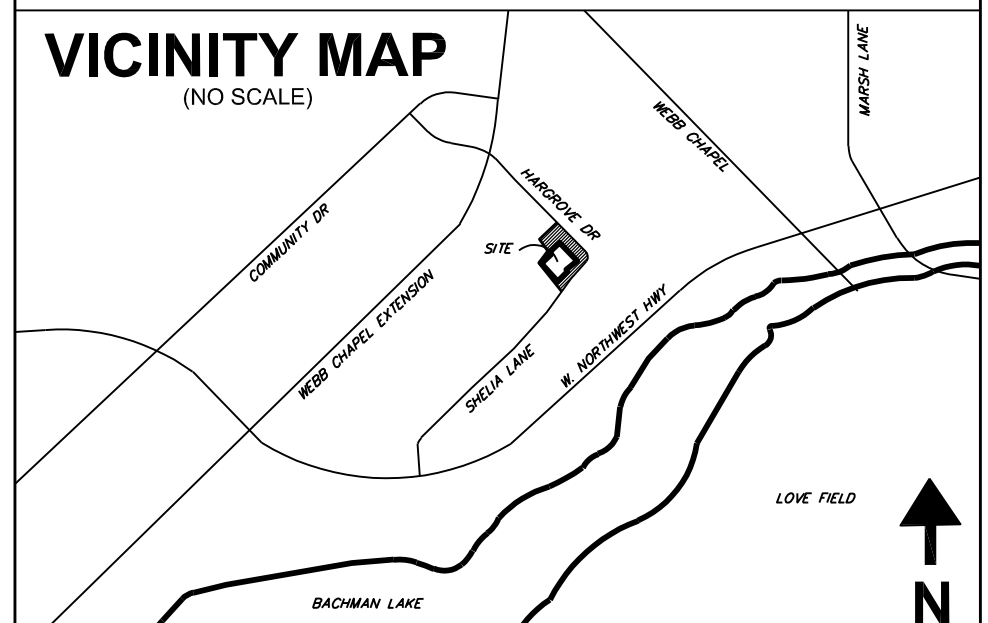 VICINITY MAP
(NO SCALE)
MARSH LANE
WEBB CHAPEL
HARGROVE DR
COMMUNITY DR
SITE
WEBB CHAPEL EXTENSION
W. NORTHWEST HWY
SHELIA LANE
LOVE FIELD
BACHMAN LAKE
N